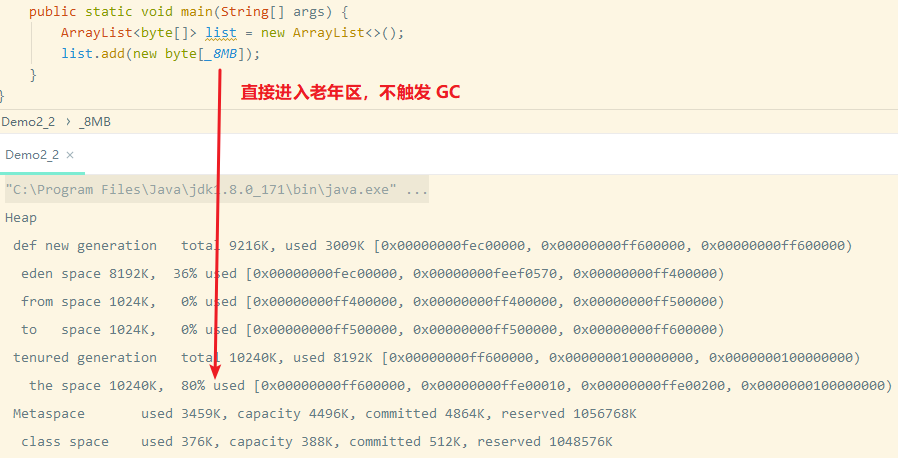 public static void main(String[] args) {
ArrayList<byte[]> list = new ArrayList<>();
list.add(new byte[_8MB]);
}
直接进入老年区，不触发 GC
}
Demo2_2 › _8MB
Demo2_2 ×
"C:\Program Files\Java\jdk1.8.0_171\bin\java.exe" ...
Heap
def new generation   total 9216K, used 3009K [0x00000000fec00000, 0x00000000ff600000, 0x00000000ff600000)
eden space 8192K,  36% used [0x00000000fec00000, 0x00000000feef0570, 0x00000000ff400000)
from space 1024K,   0% used [0x00000000ff400000, 0x00000000ff400000, 0x00000000ff500000)
to   space 1024K,   0% used [0x00000000ff500000, 0x00000000ff500000, 0x00000000ff600000)
tenured generation   total 10240K, used 8192K [0x00000000ff600000, 0x0000000100000000, 0x0000000100000000)
the space 10240K,  80% used [0x00000000ff600000, 0x00000000ffe00010, 0x00000000ffe00200, 0x0000000100000000)
Metaspace       used 3459K, capacity 4496K, committed 4864K, reserved 1056768K
class space    used 376K, capacity 388K, committed 512K, reserved 1048576K